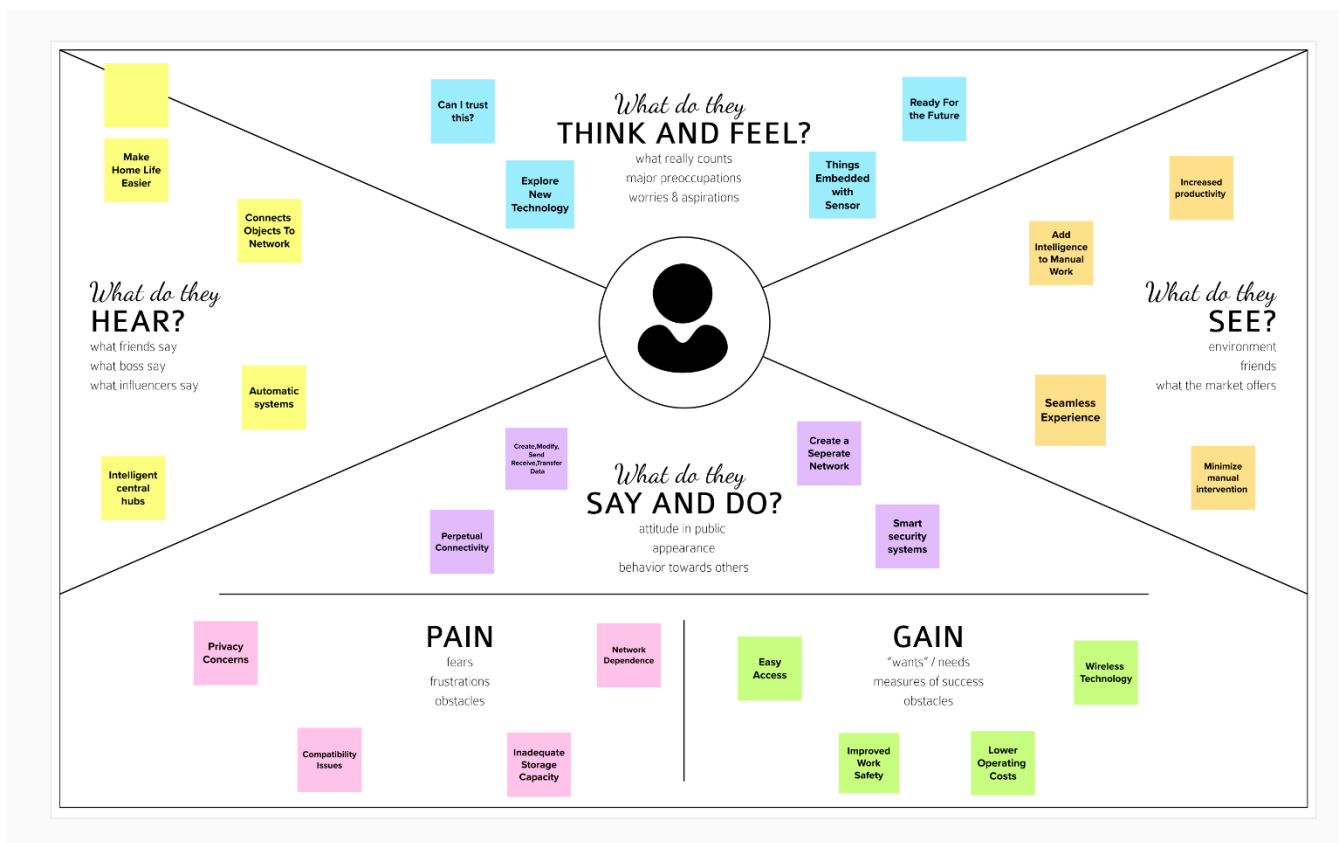 What do they
THINK AND FEEL?
what really counts
major preoccupations
worries & aspirations
Can I trust
this?
Explore
New
Technology
Ready For
the Future
Things
Embedded
with
Sensor
Make
Home Life
Easier
Connects
Objects To
Network
What do they
HEAR?
what friends say
what boss say
what influencers say
Automatic
systems
Intelligent
central
hubs
Increased
productivity
Add
Intelligence
to Manual
Work
What do they
SEE?
environment
friends
what the market offers
Seamless
Experience
Minimize
manual
intervention
Create,Modify,
Send
Receive,Transfer
Data
Perpetual
Connectivity
What do they
SAY AND DO?
attitude in public
appearance
behavior towards others
Create a
Seperate
Network
Smart
security
systems
PAIN
fears
frustrations
obstacles
Privacy
Concerns
Network
Dependence
Compatibility
Issues
Inadequate
Storage
Capacity
GAIN
"wants" / needs
measures of success
obstacles
Easy
Access
Wireless
Technology
Improved
Work
Safety
Lower
Operating
Costs